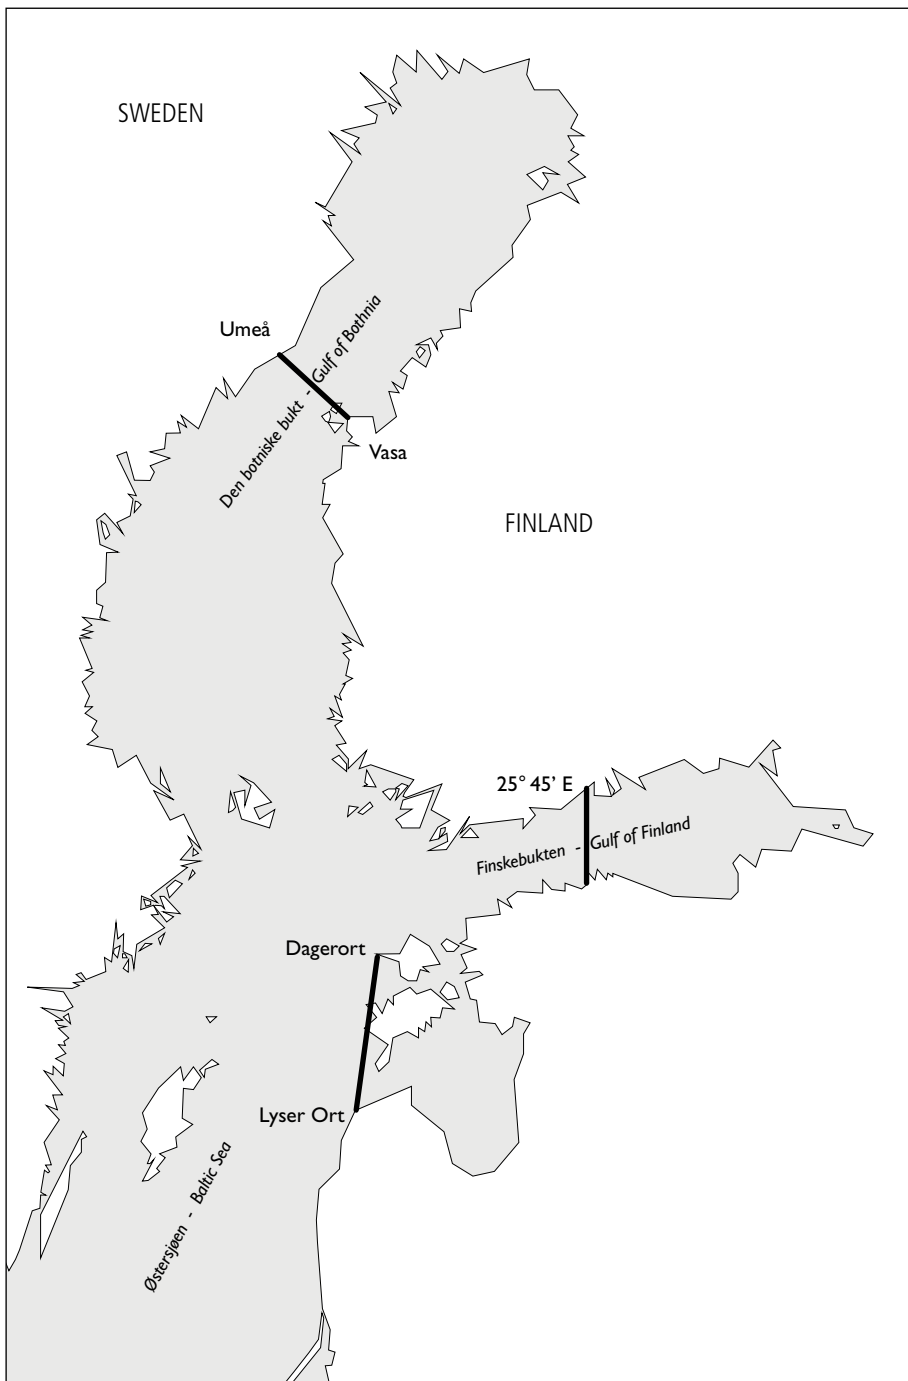 SWEDEN
Umeå
Den botniske bukt - Gulf of Bothnia
Vasa
FINLAND
25° 45’ E
Finskebukten - Gulf of Finland
Dagerort
Lyser Ort
Østersjøen - Baltic Sea